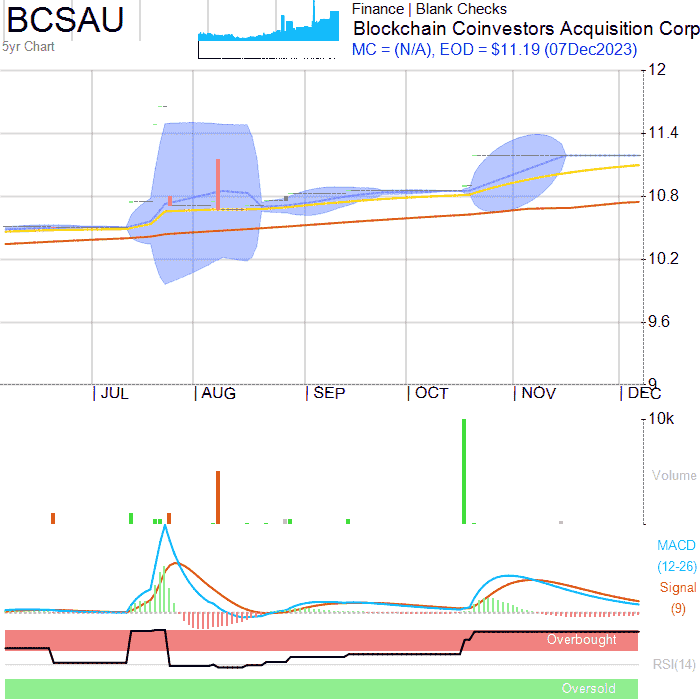 BCSAU
5yr Chart
Finance | Blank Checks
Blockchain Coinvestors Acquisition Corp
MC = (N/A), EOD = $11.19 (07Dec2023)
12
11.4
10.8
10.2
9.6
9
JUL AUG SEP OCT NOV DEC
10k
Volume
MACD
(12-26)
Signal
(9)
Overbought
RSI(14)
Oversold